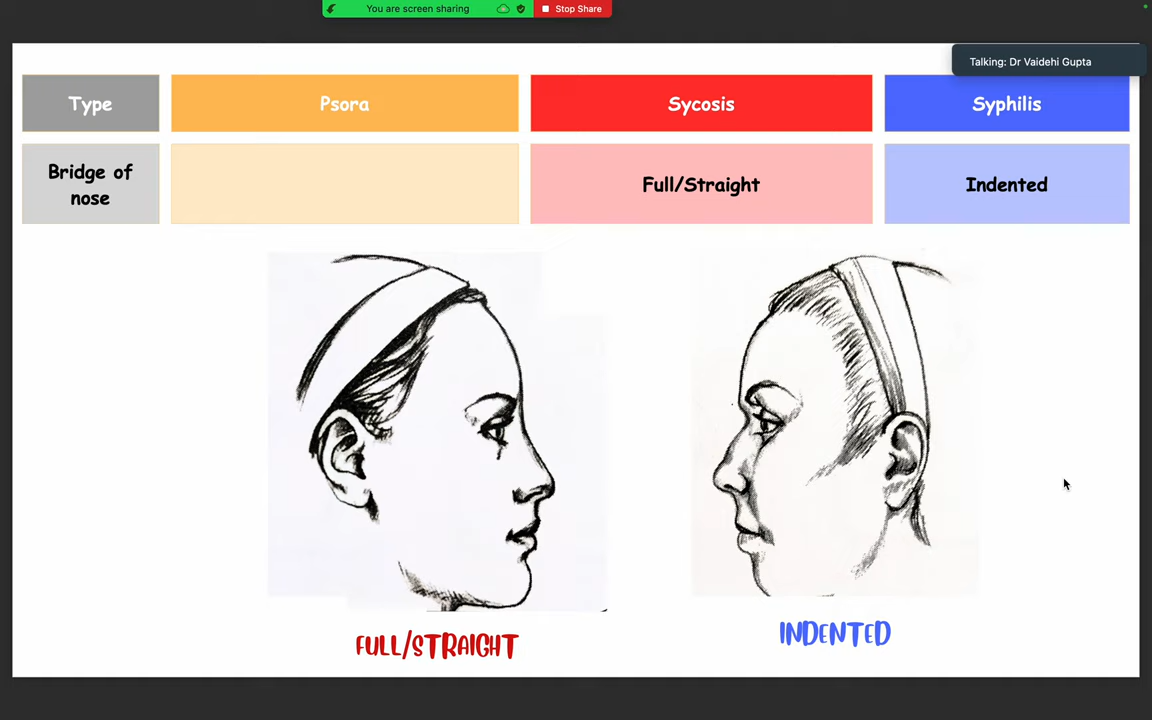 You are screen sharing
Stop Share
Talking: Dr Vaidehi Gupta
Type
Psora
Sycosis
Syphilis
Bridge of
nose
Full/Straight
Indented
FULL/STRAIGHT
INDENTED